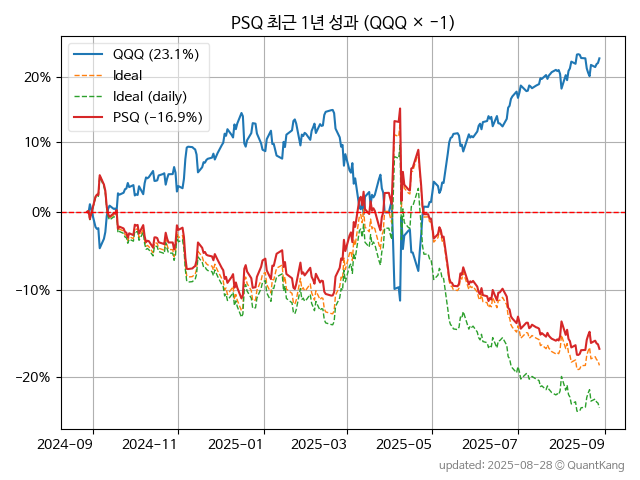 PSQ 최근 1년 성과 (QQQ × −1)
QQQ (23.1%)
Ideal
Ideal (daily)
PSQ (−16.9%)
20%
10%
0%
−10%
−20%
2024-09
2024-11
2025-01
2025-03
2025-05
2025-07
2025-09
updated: 2025-08-28 © QuantKang